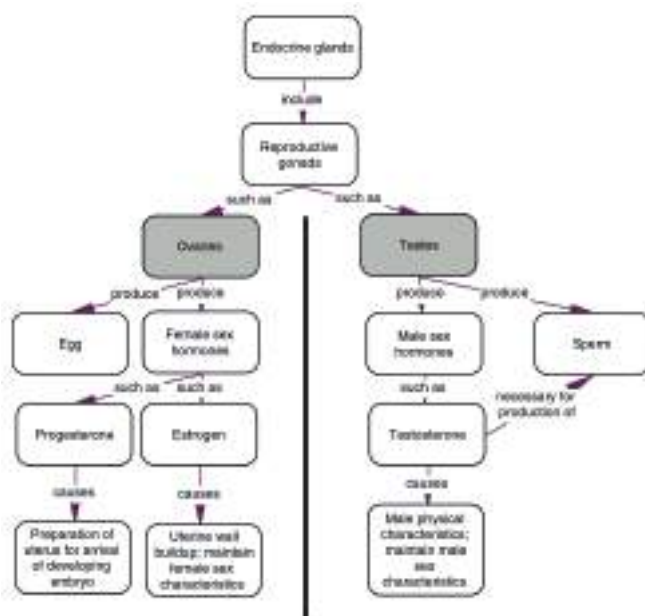 Endocrine glands
include
Reproductive
gonads
such as
such as
Ovaries
Testes
produce
produce
produce
produce
Egg
Female sex
hormones
Male sex
hormones
Sperm
such as
such as
such as
necessary for
production of
Progesterone
Estrogen
Testosterone
causes
causes
causes
Preparation of
uterus for arrival
of developing
embryo
Uterine wall
buildup; maintain
female sex
characteristics
Male physical
characteristics;
maintain male
sex
characteristics